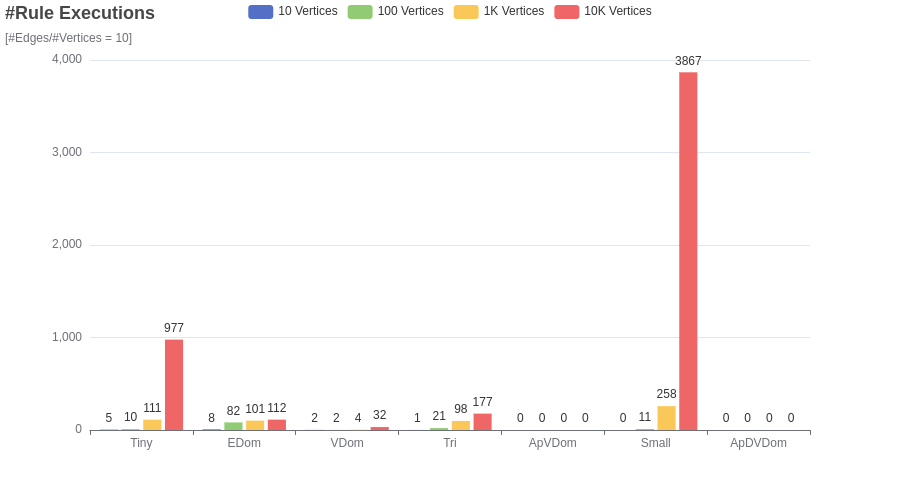 #Rule Executions
10 Vertices 100 Vertices 1K Vertices 10K Vertices
[#Edges/#Vertices = 10]
4,000
3,000
2,000
1,000
0
5 10 111 977
8 82 101 112
2 2 4 32
1 21 98 177
0 0 0 0
0 11 258 3867
0 0 0 0
Tiny EDom VDom Tri ApVDom Small ApDVDom